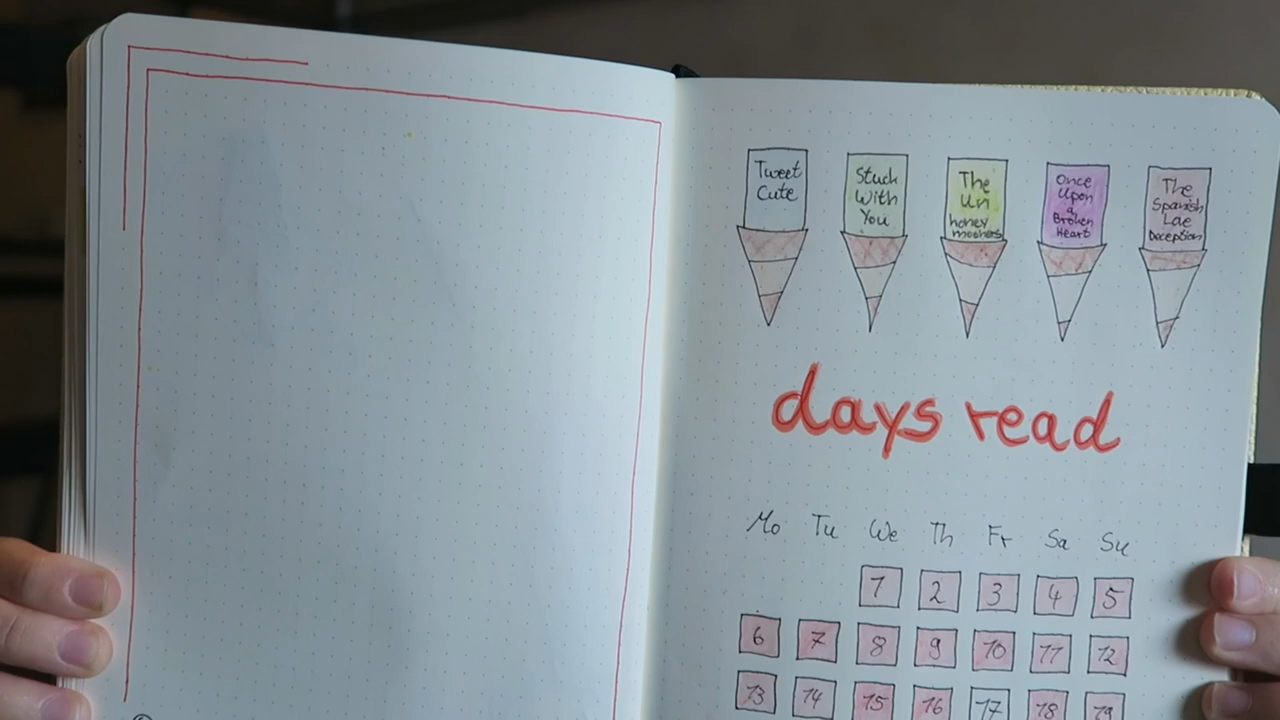 Tweet
Cute
Stuck
With
You
The
Un
honey
mooners
Once
Upon
a
Broken
Heart
The
Spanish
Lae
Deception
days read
Mo Tu We Th Fr Sa Su
1 2 3 4 5
6 7 8 9 10 11 12
13 14 15 16 17 18 19